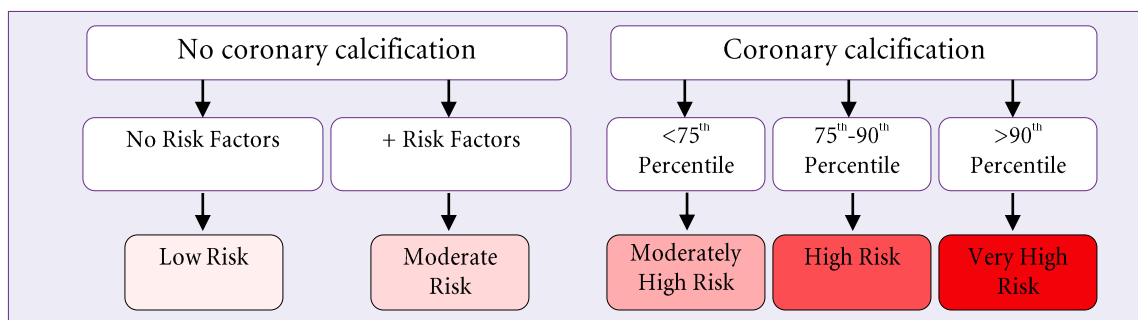 No coronary calcification
Coronary calcification
No Risk Factors
+ Risk Factors
<75th
Percentile
75th-90th
Percentile
>90th
Percentile
Low Risk
Moderate
Risk
Moderately
High Risk
High Risk
Very High
Risk